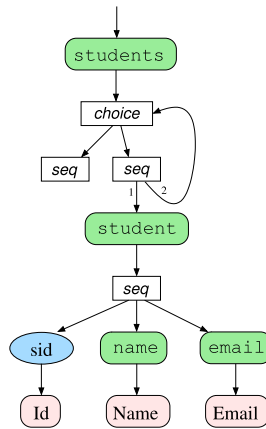 students
choice
seq seq
1 2
student
seq
sid name email
Id Name Email